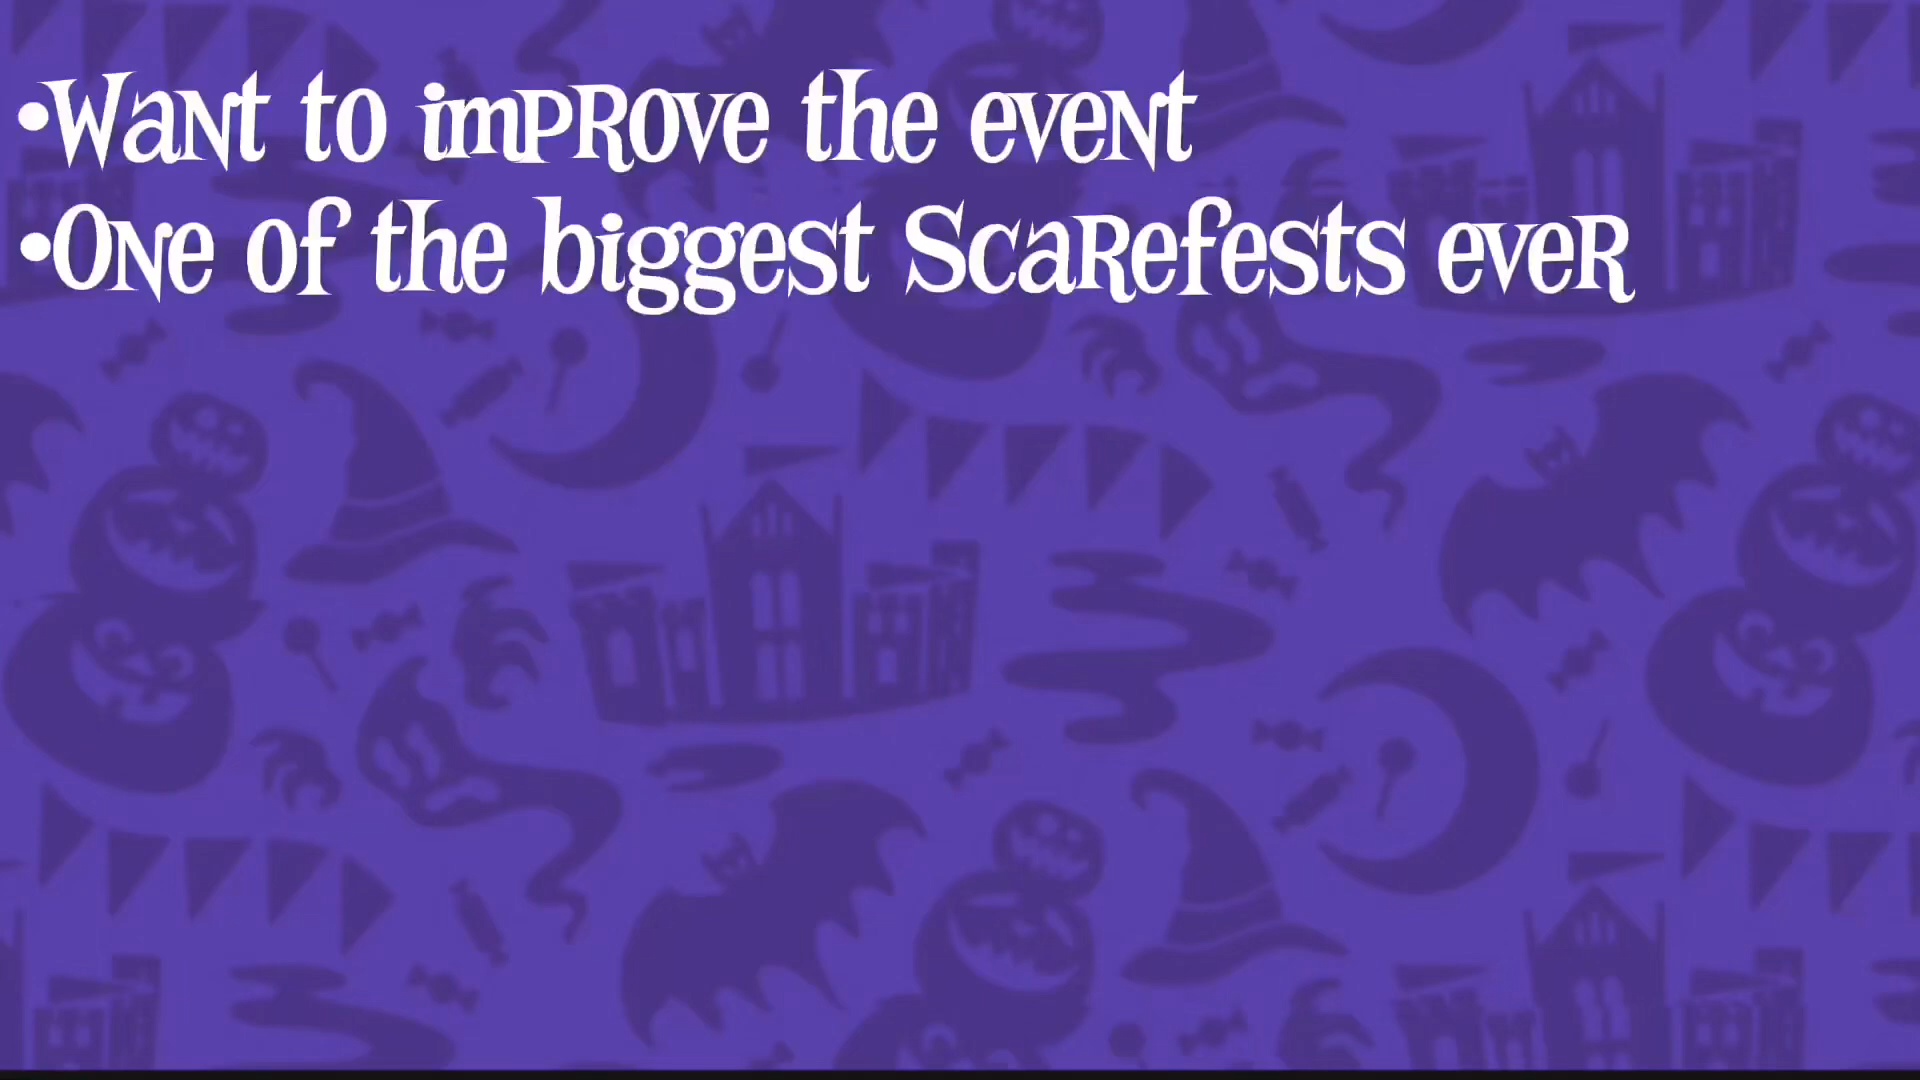 •Want to improve the event
•One of the biggest Scarefests ever